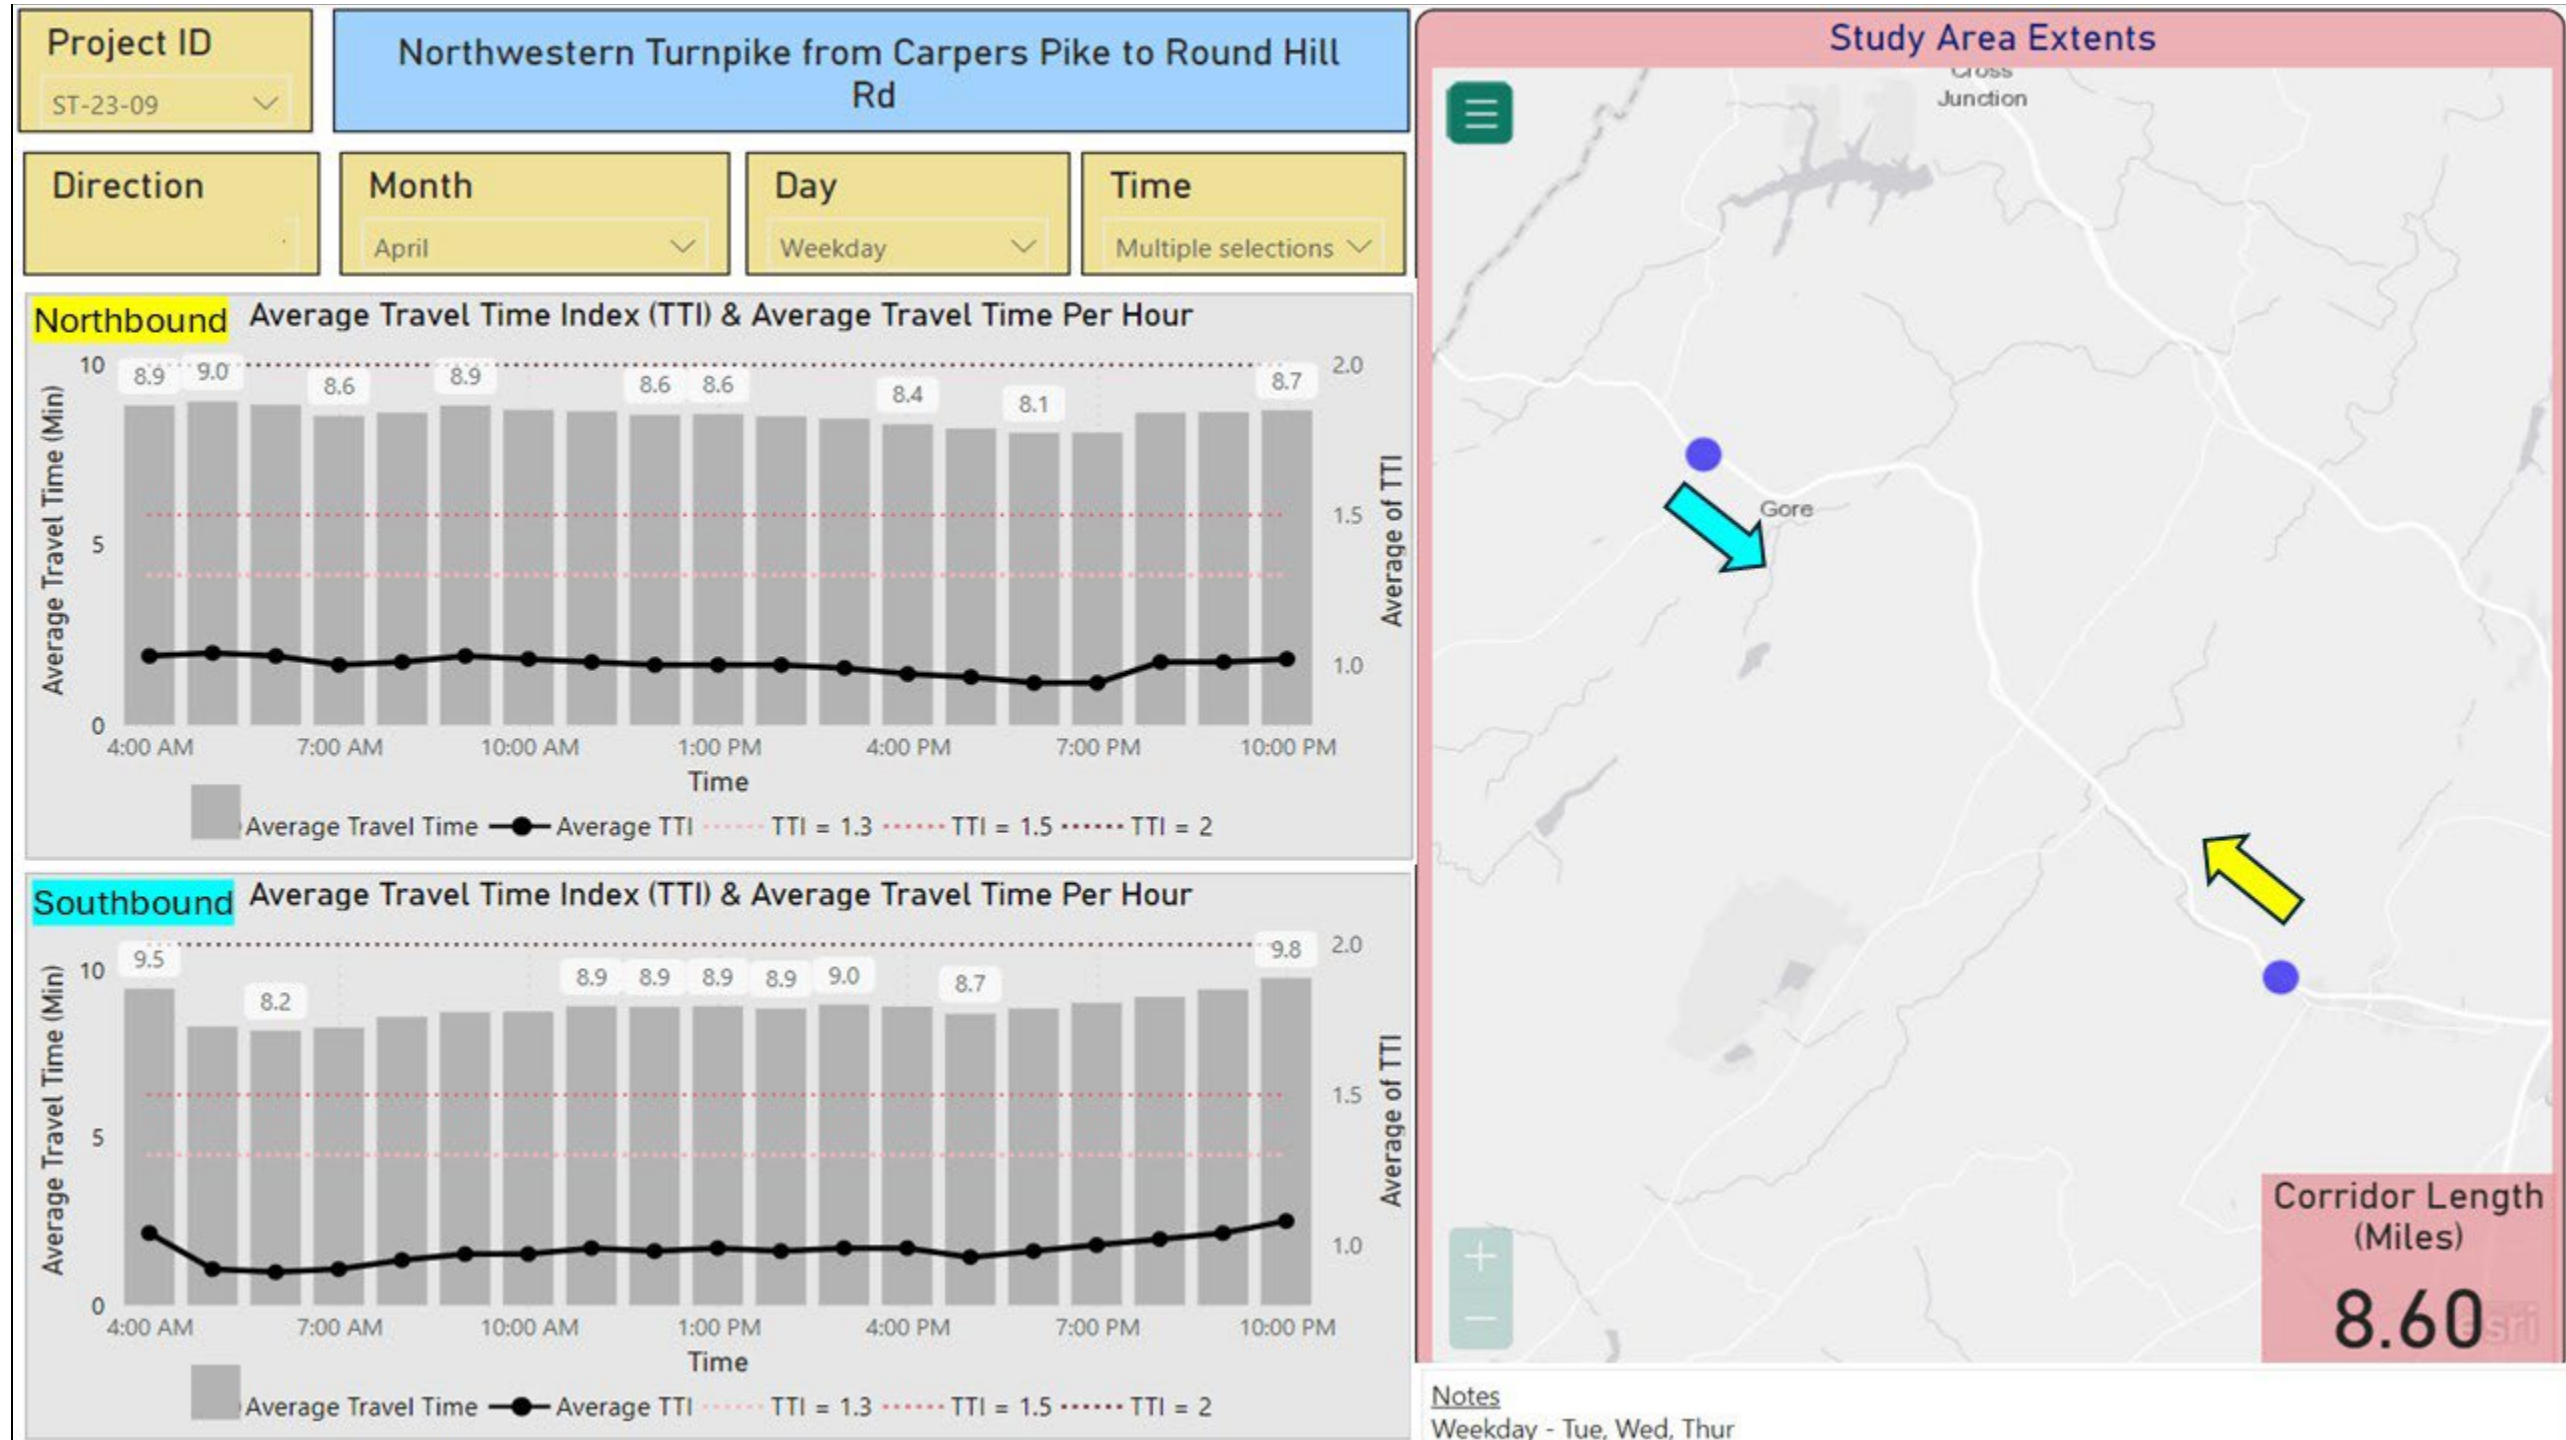 Project ID
ST-23-09
Northwestern Turnpike from Carpers Pike to Round Hill
Rd
Direction
Month
April
Day
Weekday
Time
Multiple selections
Northbound Average Travel Time Index (TTI) & Average Travel Time Per Hour
Average Travel Time (Min)
10
5
0
8.9 9.0 8.6 8.9 8.6 8.6 8.4 8.1 8.7
2.0
1.5
1.0
Average of TTI
4:00 AM 7:00 AM 10:00 AM 1:00 PM 4:00 PM 7:00 PM 10:00 PM
Time
Average Travel Time Average TTI TTI = 1.3 TTI = 1.5 TTI = 2
Southbound Average Travel Time Index (TTI) & Average Travel Time Per Hour
Average Travel Time (Min)
10
5
0
9.5 8.2 8.9 8.9 8.9 8.9 9.0 8.7 9.8
2.0
1.5
1.0
Average of TTI
4:00 AM 7:00 AM 10:00 AM 1:00 PM 4:00 PM 7:00 PM 10:00 PM
Time
Average Travel Time Average TTI TTI = 1.3 TTI = 1.5 TTI = 2
Study Area Extents
Cross
Junction
Gore
Corridor Length
(Miles)
8.60
esri
Notes
Weekday - Tue, Wed, Thur